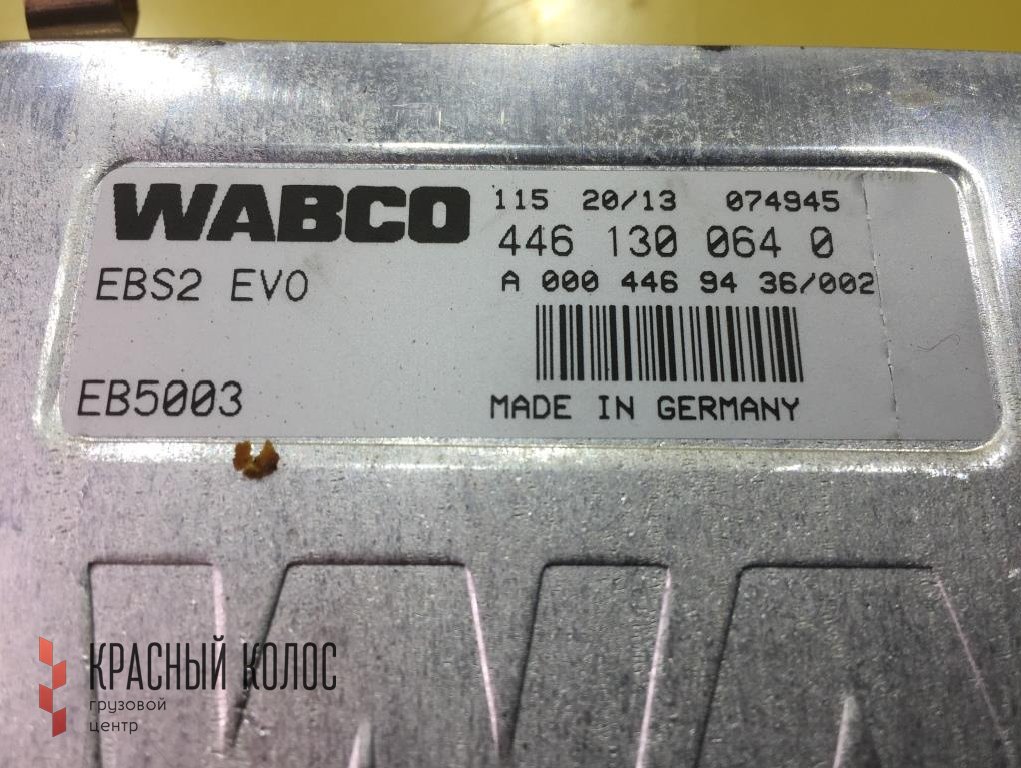 WABCO
115 20/13 074945
446 130 064 0
EBS2 EVO
A 000 446 94 36/002
EB5003
MADE IN GERMANY
КРАСНЫЙ КОЛОС
грузовой
центр